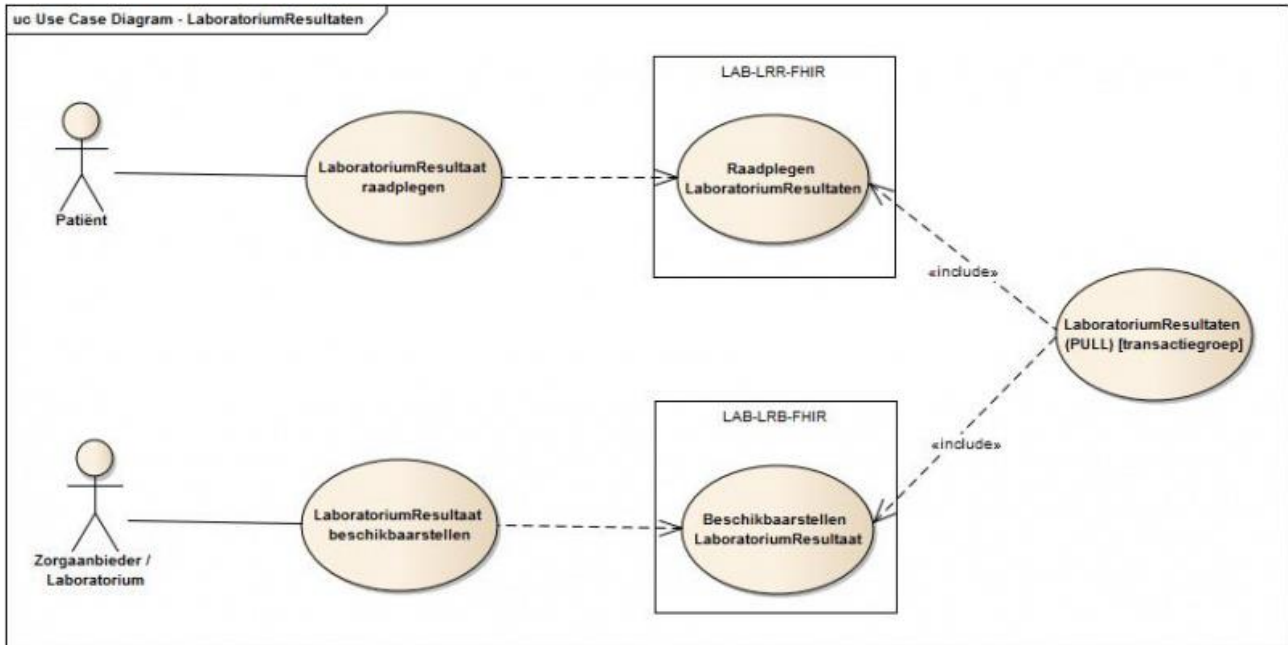 uc Use Case Diagram - LaboratoriumResultaten
LAB-LRR-FHIR
Patiënt
LaboratoriumResultaat
raadplegen
Raadplegen
LaboratoriumResultaten
«include»
LaboratoriumResultaten
(PULL) [transactiegroep]
LAB-LRB-FHIR
«include»
Zorgaanbieder /
Laboratorium
LaboratoriumResultaat
beschikbaarstellen
Beschikbaarstellen
LaboratoriumResultaat